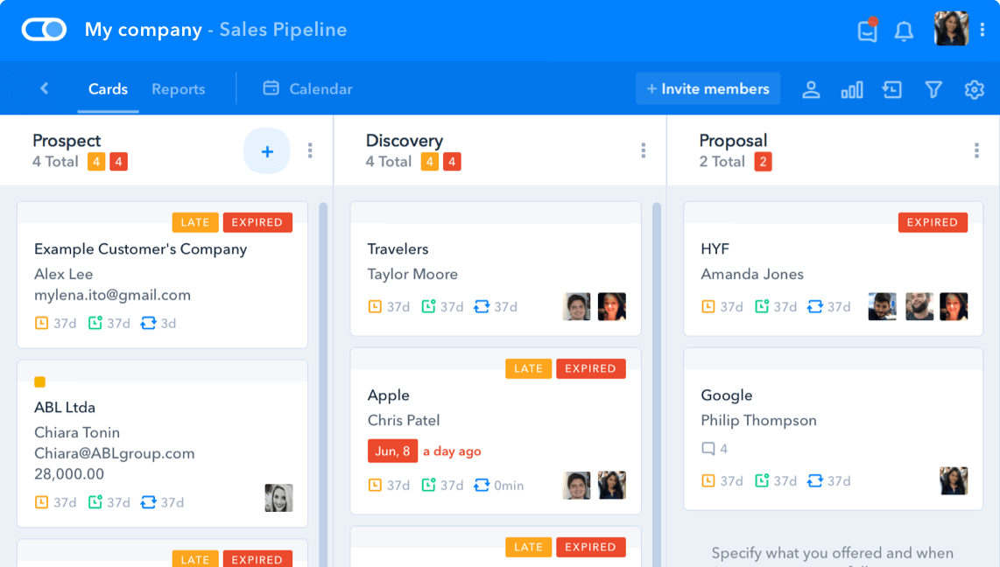 My company - Sales Pipeline
Cards
Reports
Calendar
+ Invite members
Prospect
4 Total 4 4
+
LATE EXPIRED
Example Customer's Company
Alex Lee
mylena.ito@gmail.com
37d 37d 3d
ABL Ltda
Chiara Tonin
Chiara@ABLgroup.com
28,000.00
37d 37d 37d
LATE EXPIRED
Discovery
4 Total 4 4
Travelers
Taylor Moore
37d 37d 37d
LATE EXPIRED
Apple
Chris Patel
Jun, 8 a day ago
37d 37d 0min
LATE EXPIRED
Proposal
2 Total 2
EXPIRED
HYF
Amanda Jones
37d 37d 37d
Google
Philip Thompson
4
37d 37d 37d
Specify what you offered and when